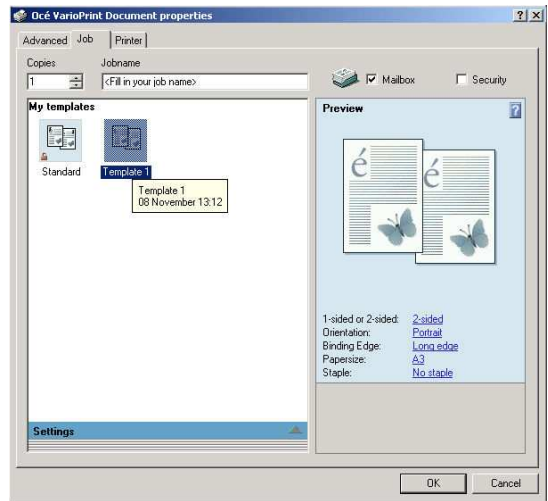 Océ VarioPrint Document properties
Advanced Job Printer
Copies Jobname
1 <Fill in your job name> Mailbox Security
My templates
Standard Template 1
Template 1
08 November 13:12
Settings
Preview
é é
1-sided or 2-sided: 2-sided
Orientation: Portrait
Binding Edge: Long edge
Papersize: A3
Staple: No staple
OK Cancel